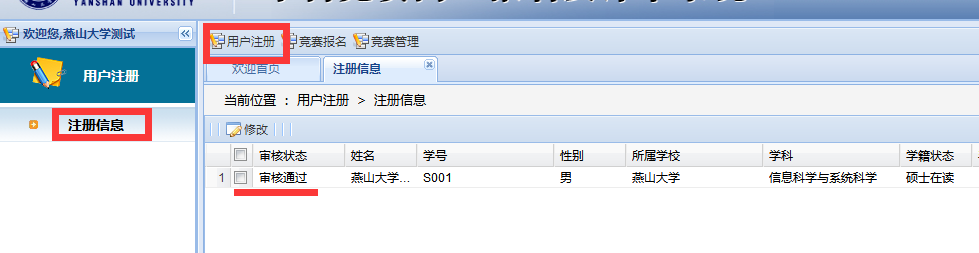 YANSHAN UNIVERSITY
欢迎您,燕山大学测试
用户注册 竞赛报名 竞赛管理
用户注册
欢迎首页 注册信息
当前位置 : 用户注册 > 注册信息
注册信息
修改
审核状态 姓名 学号 性别 所属学校 学科 学籍状态
1 审核通过 燕山大学... S001 男 燕山大学 信息科学与系统科学 硕士在读